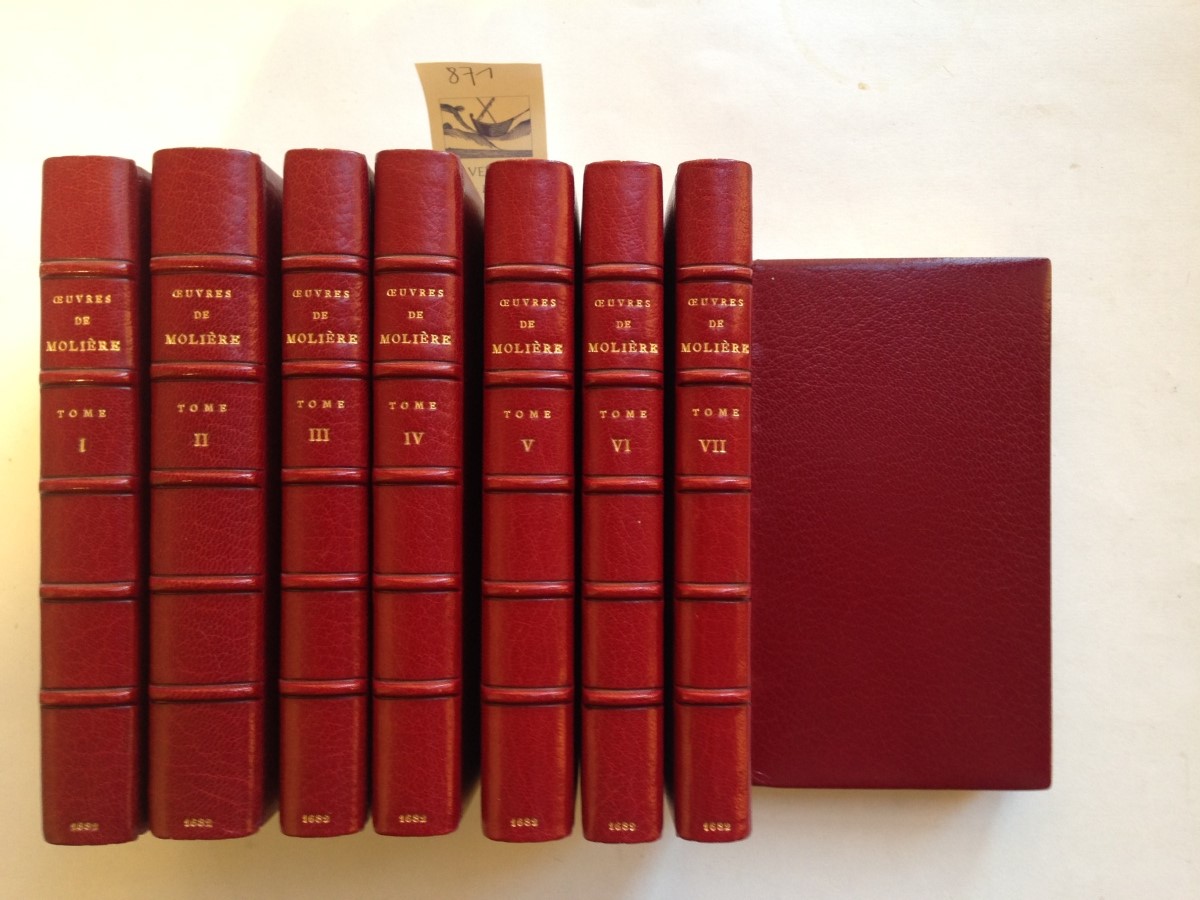 871
ŒUVRES
DE
MOLIÈRE
TOME
I
1682
ŒUVRES
DE
MOLIÈRE
TOME
II
1682
ŒUVRES
DE
MOLIÈRE
TOME
III
1682
ŒUVRES
DE
MOLIÈRE
TOME
IV
1682
ŒUVRES
DE
MOLIÈRE
TOME
V
1682
ŒUVRES
DE
MOLIÈRE
TOME
VI
1682
ŒUVRES
DE
MOLIÈRE
TOME
VII
1682